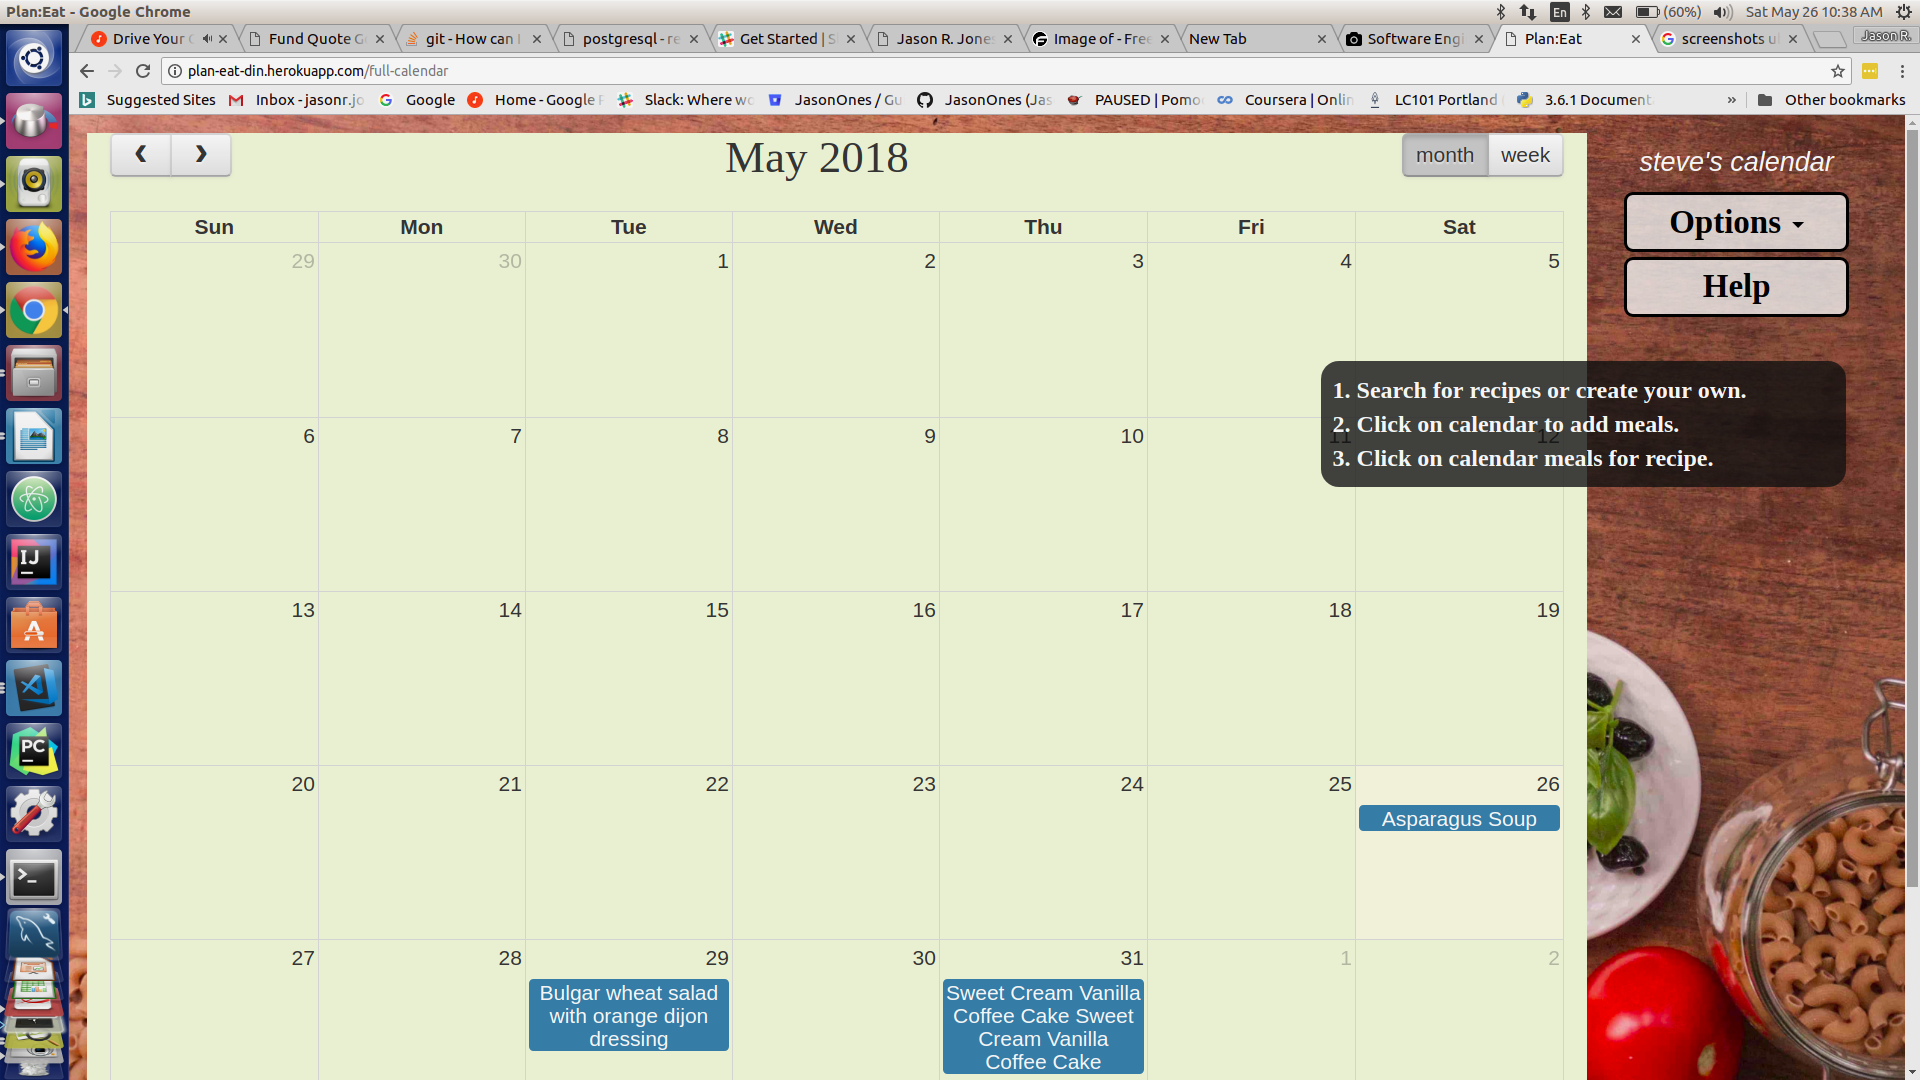 Plan:Eat - Google Chrome
En
(60%)
Sat May 26 10:38 AM
Drive Your
Fund Quote
git - How can
postgresql - re
Get Started | S
Jason R. Jone
Image of - Free
New Tab
Software Engi
Plan:Eat
screenshots u
Jason R.
plan-eat-din.herokuapp.com/full-calendar
Suggested Sites
Inbox - jasonr.jo
Google
Home - Google
Slack: Where wo
JasonOnes / Gu
JasonOnes (Jas
PAUSED | Pomo
Coursera | Onlin
LC101 Portland
3.6.1 Document
»
Other bookmarks
‹ ›
May 2018
month week
steve's calendar
Options
Help
Sun Mon Tue Wed Thu Fri Sat
29 30 1 2 3 4 5
1. Search for recipes or create your own.
2. Click on calendar to add meals.
3. Click on calendar meals for recipe.
6 7 8 9 10 11 12
13 14 15 16 17 18 19
20 21 22 23 24 25 26
Asparagus Soup
27 28 29 30 31 1 2
Bulgar wheat salad
with orange dijon
dressing
Sweet Cream Vanilla
Coffee Cake Sweet
Cream Vanilla
Coffee Cake
IJ
PC